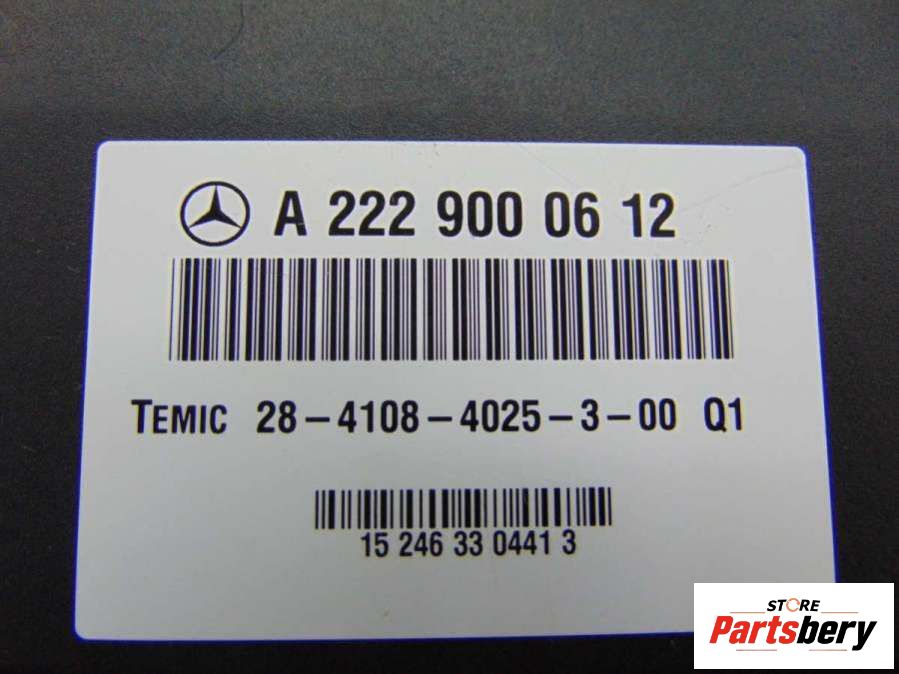 A 222 900 06 12
TEMIC 28-4108-4025-3-00 Q1
15 246 33 0441 3
STORE
Partsbery